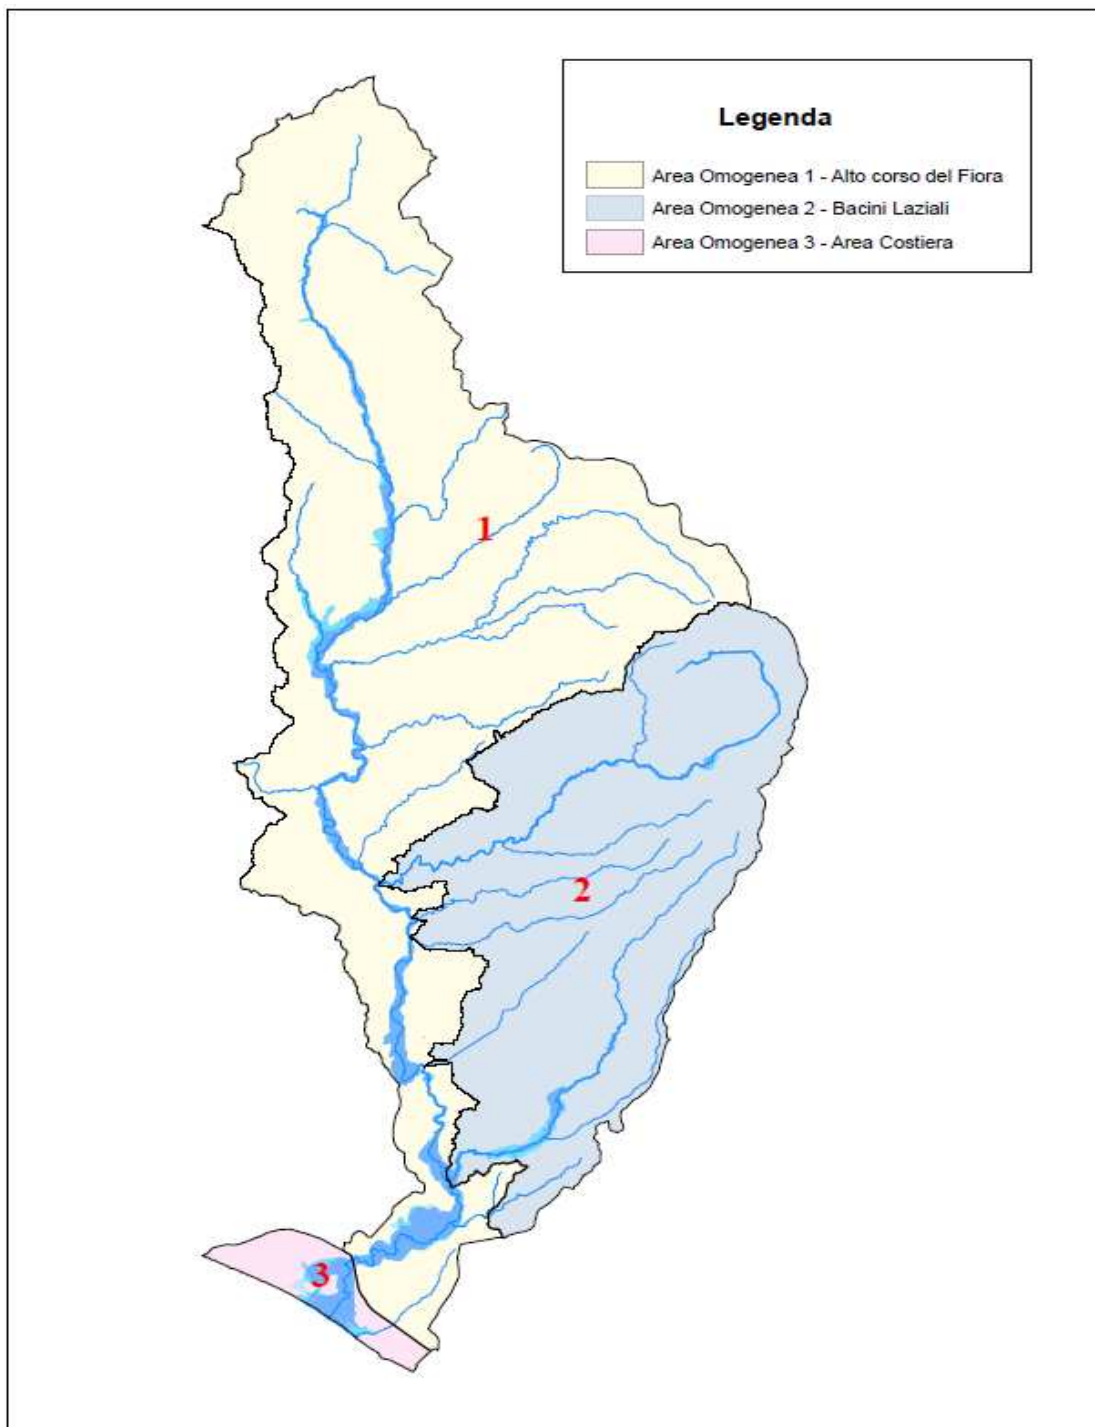 Legenda
Area Omogenea 1 - Alto corso del Fiora
Area Omogenea 2 - Bacini Laziali
Area Omogenea 3 - Area Costiera
1
2
3